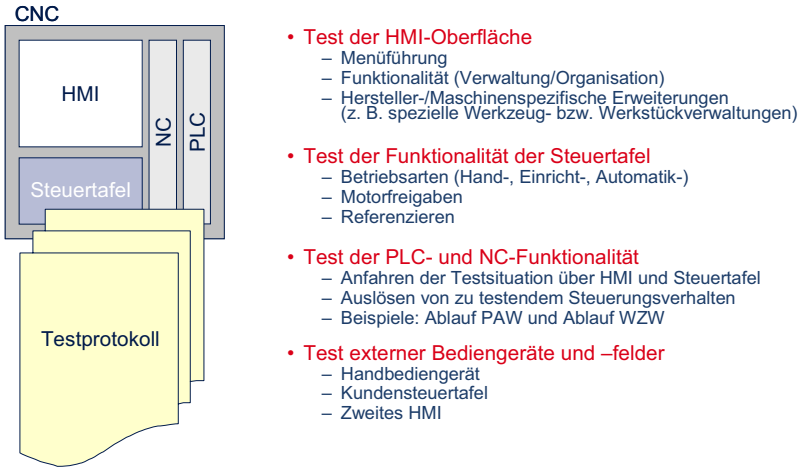 CNC
HMI
NC
PLC
Steuertafel
Testprotokoll
• Test der HMI-Oberfläche
– Menüführung
– Funktionalität (Verwaltung/Organisation)
– Hersteller-/Maschinenspezifische Erweiterungen
(z. B. spezielle Werkzeug- bzw. Werkstückverwaltungen)
• Test der Funktionalität der Steuertafel
– Betriebsarten (Hand-, Einricht-, Automatik-)
– Motorfreigaben
– Referenzieren
• Test der PLC- und NC-Funktionalität
– Anfahren der Testsituation über HMI und Steuertafel
– Auslösen von zu testendem Steuerungsverhalten
– Beispiele: Ablauf PAW und Ablauf WZW
• Test externer Bediengeräte und –felder
– Handbediengerät
– Kundensteuertafel
– Zweites HMI